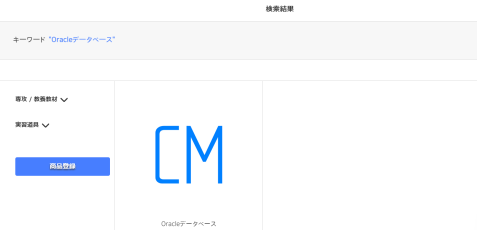 検索結果
キーワード "Oracleデータベース"
専攻 / 教養教材
実習道具
商品登録
CM
Oracleデータベース